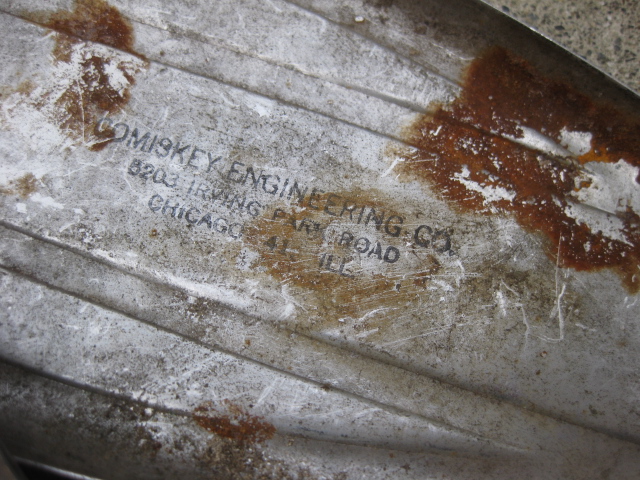 COMISKEY ENGINEERING CO.
5203 IRVING PARK ROAD
CHICAGO 41, ILL